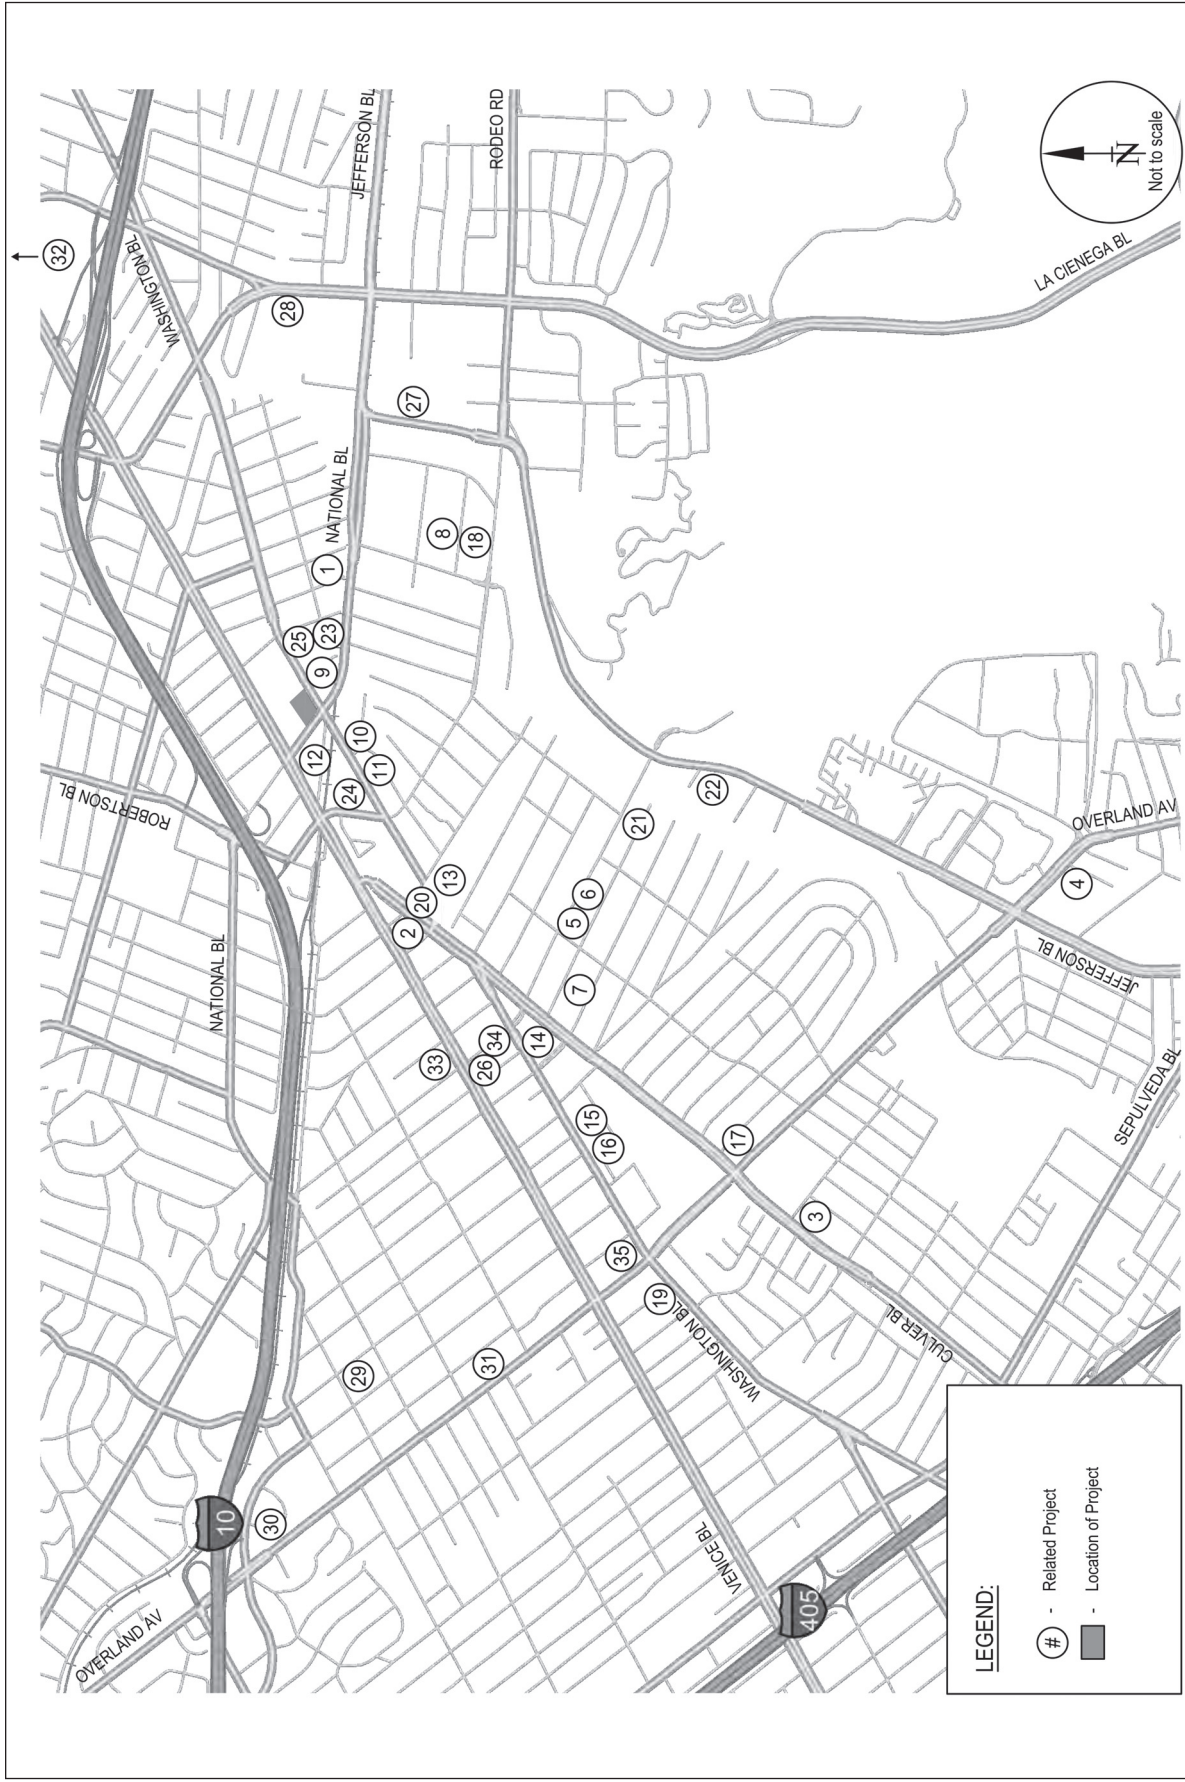 32
WASHINGTON BL
28
JEFFERSON BL
RODEO RD
N
Not to scale
LA CIENEGA BL
27
NATIONAL BL
8
18
1
25
23
9
12
10
11
24
ROBERTSON BL
22
21
OVERLAND AV
4
13
20
2
6
5
7
NATIONAL BL
JEFFERSON BL
33
26
34
14
15
16
17
SEPULVEDA BL
3
35
19
WASHINGTON BL
CULVER BL
31
29
10
30
OVERLAND AV
VENICE BL
405
LEGEND:
# - Related Project
- Location of Project